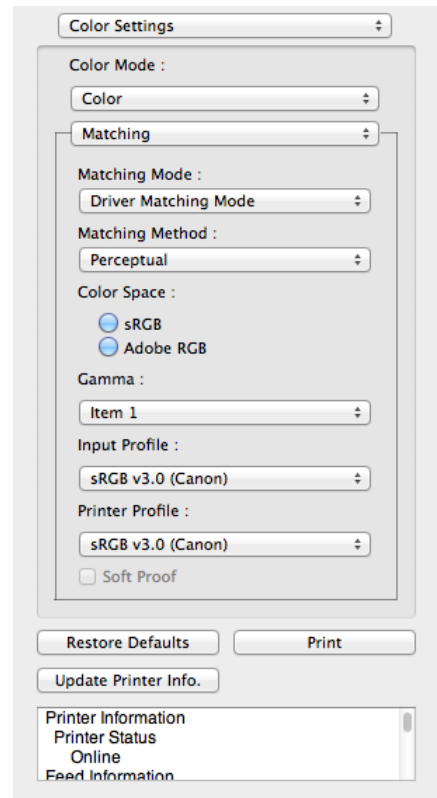 Color Settings
Color Mode :
Color
Matching
Matching Mode :
Driver Matching Mode
Matching Method :
Perceptual
Color Space :
sRGB
Adobe RGB
Gamma :
Item 1
Input Profile :
sRGB v3.0 (Canon)
Printer Profile :
sRGB v3.0 (Canon)
Soft Proof
Restore Defaults Print
Update Printer Info.
Printer Information
Printer Status
Online
Feed Information